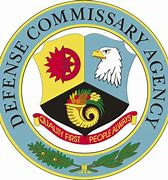 DEFENSE COMMISSARY AGENCY
QUALITY FIRST PEOPLE ALWAYS